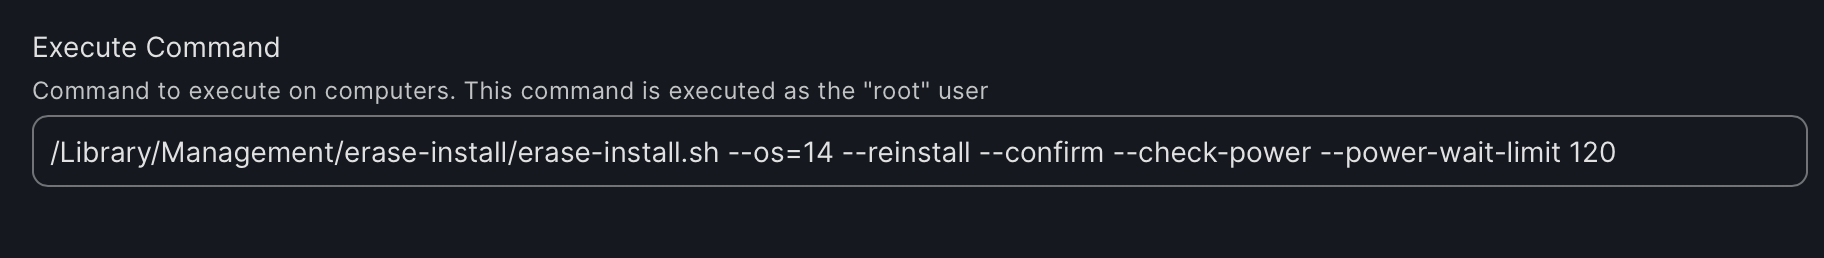 Execute Command
Command to execute on computers. This command is executed as the "root" user
/Library/Management/erase-install/erase-install.sh --os=14 --reinstall --confirm --check-power --power-wait-limit 120